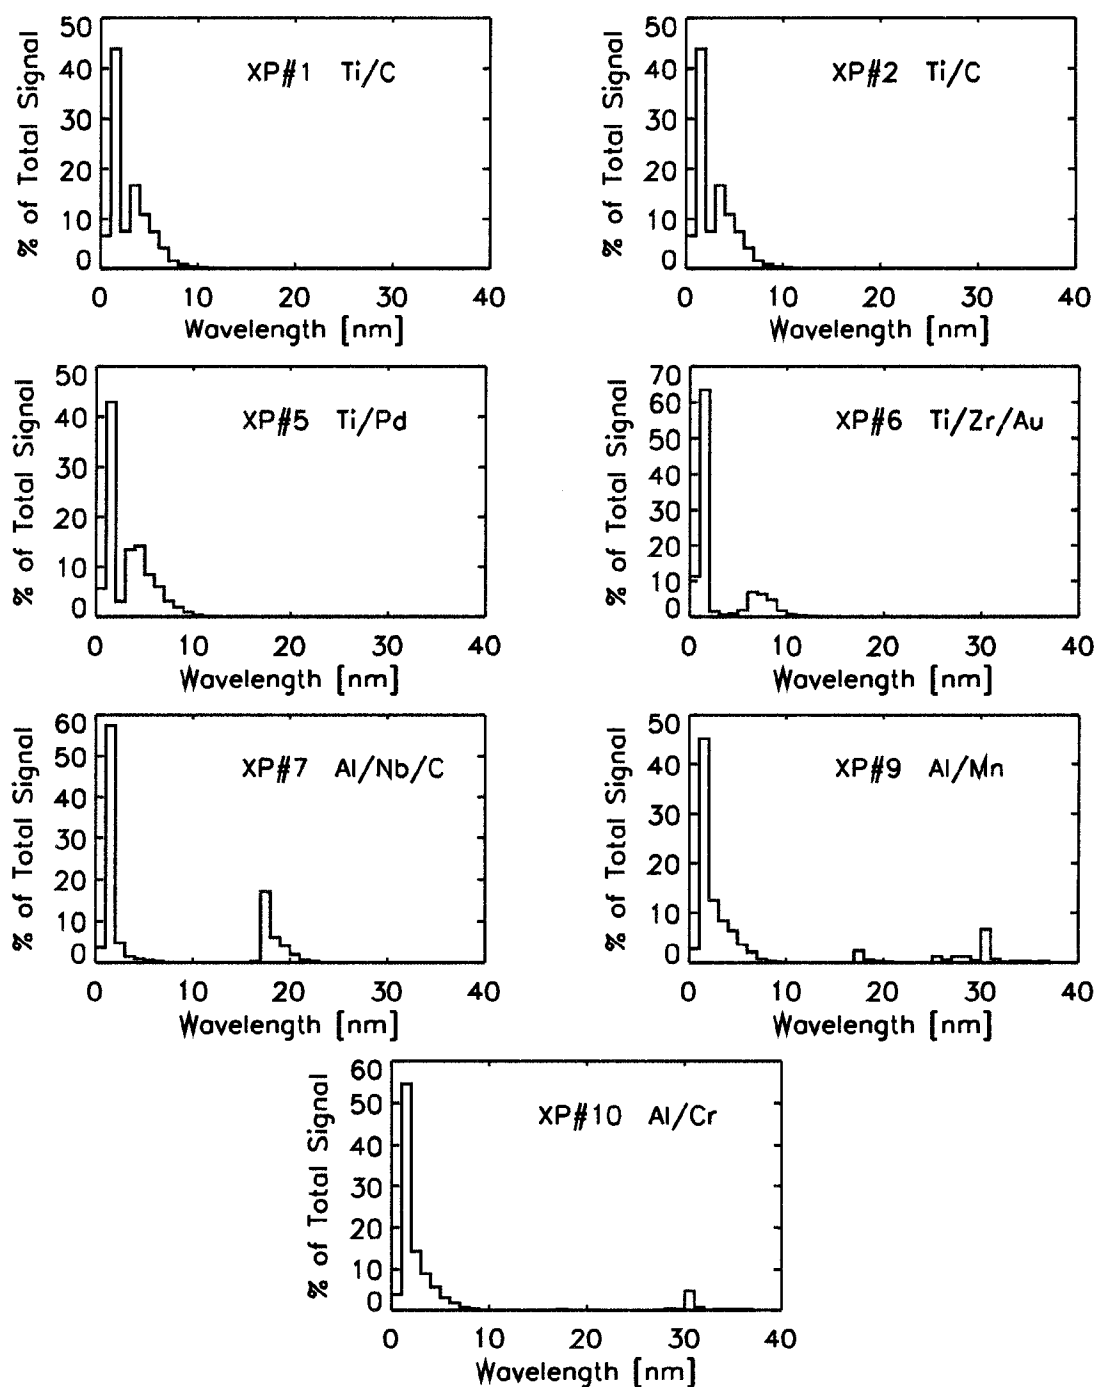 50
40
30
20
10
0
% of Total Signal
XP#1 Ti/C
0 10 20 30 40
Wavelength [nm]
50
40
30
20
10
0
% of Total Signal
XP#2 Ti/C
0 10 20 30 40
Wavelength [nm]
50
40
30
20
10
0
% of Total Signal
XP#5 Ti/Pd
0 10 20 30 40
Wavelength [nm]
70
60
50
40
30
20
10
0
% of Total Signal
XP#6 Ti/Zr/Au
0 10 20 30 40
Wavelength [nm]
60
50
40
30
20
10
0
% of Total Signal
XP#7 Al/Nb/C
0 10 20 30 40
Wavelength [nm]
50
40
30
20
10
0
% of Total Signal
XP#9 Al/Mn
0 10 20 30 40
Wavelength [nm]
60
50
40
30
20
10
0
% of Total Signal
XP#10 Al/Cr
0 10 20 30 40
Wavelength [nm]